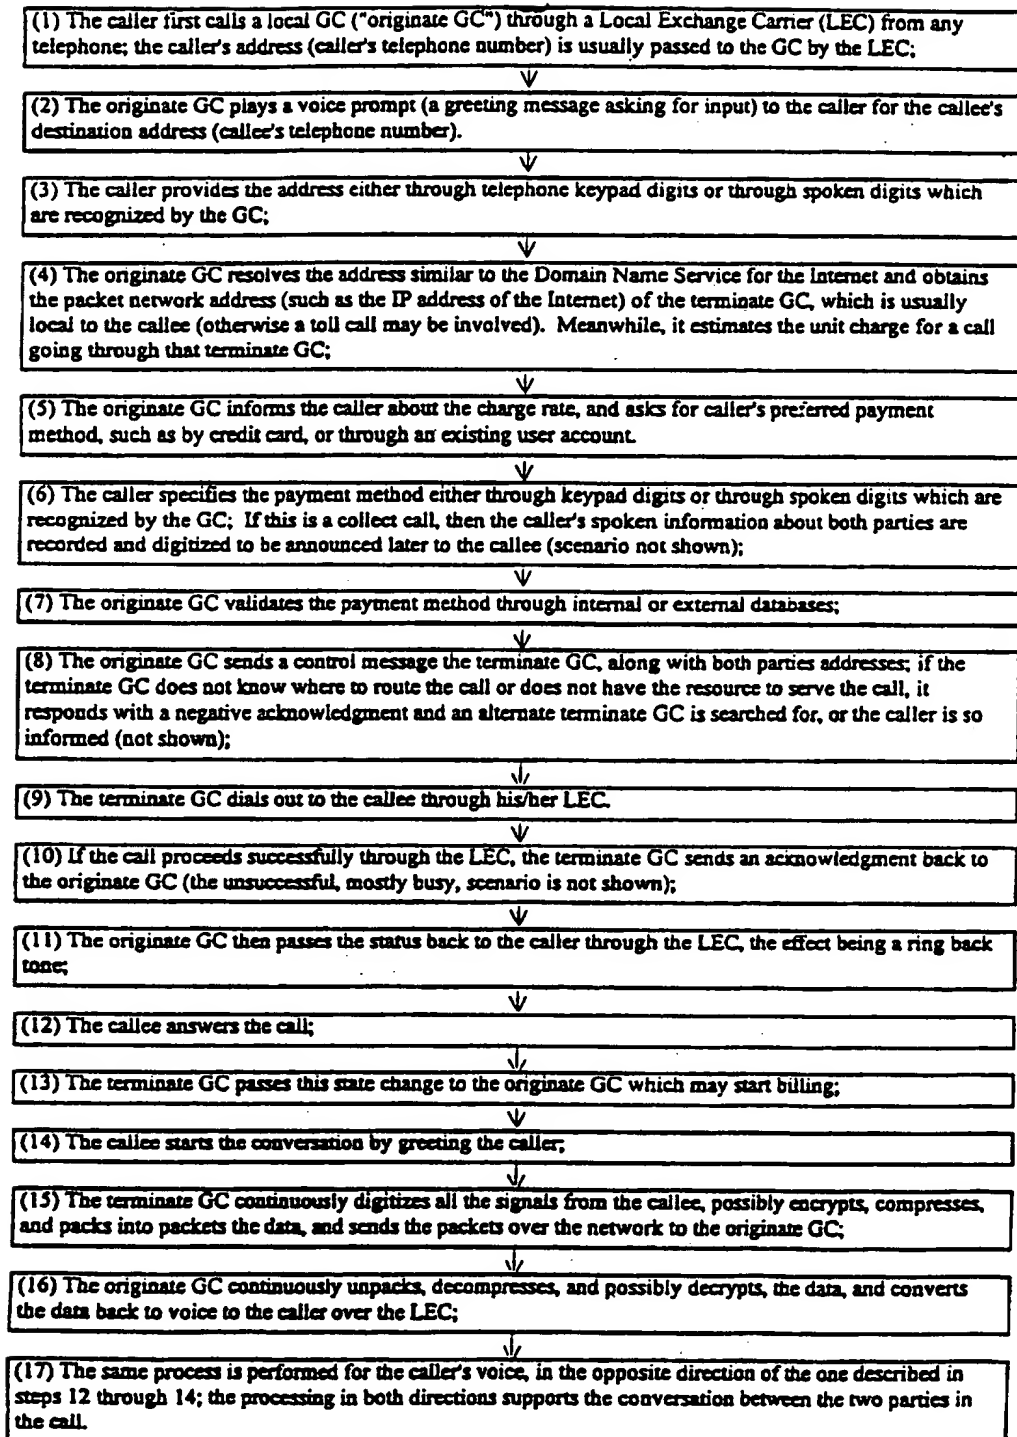 (1) The caller first calls a local GC ("originate GC") through a Local Exchange Carrier (LEC) from any
telephone; the caller's address (caller's telephone number) is usually passed to the GC by the LEC;
(2) The originate GC plays a voice prompt (a greeting message asking for input) to the caller for the callee's
destination address (callee's telephone number).
(3) The caller provides the address either through telephone keypad digits or through spoken digits which
are recognized by the GC;
(4) The originate GC resolves the address similar to the Domain Name Service for the Internet and obtains
the packet network address (such as the IP address of the Internet) of the terminate GC, which is usually
local to the callee (otherwise a toll call may be involved). Meanwhile, it estimates the unit charge for a call
going through that terminate GC;
(5) The originate GC informs the caller about the charge rate, and asks for caller's preferred payment
method, such as by credit card, or through an existing user account.
(6) The caller specifies the payment method either through keypad digits or through spoken digits which are
recognized by the GC; If this is a collect call, then the caller's spoken information about both parties are
recorded and digitized to be announced later to the callee (scenario not shown);
(7) The originate GC validates the payment method through internal or external databases;
(8) The originate GC sends a control message the terminate GC, along with both parties addresses; if the
terminate GC does not know where to route the call or does not have the resource to serve the call, it
responds with a negative acknowledgment and an alternate terminate GC is searched for, or the caller is so
informed (not shown);
(9) The terminate GC dials out to the callee through his/her LEC.
(10) If the call proceeds successfully through the LEC, the terminate GC sends an acknowledgment back to
the originate GC (the unsuccessful, mostly busy, scenario is not shown);
(11) The originate GC then passes the status back to the caller through the LEC, the effect being a ring back
tone;
(12) The callee answers the call;
(13) The terminate GC passes this state change to the originate GC which may start billing;
(14) The callee starts the conversation by greeting the caller;
(15) The terminate GC continuously digitizes all the signals from the callee, possibly encrypts, compresses,
and packs into packets the data, and sends the packets over the network to the originate GC;
(16) The originate GC continuously unpacks, decompresses, and possibly decrypts, the data, and converts
the data back to voice to the caller over the LEC;
(17) The same process is performed for the caller's voice, in the opposite direction of the one described in
steps 12 through 14; the processing in both directions supports the conversation between the two parties in
the call.